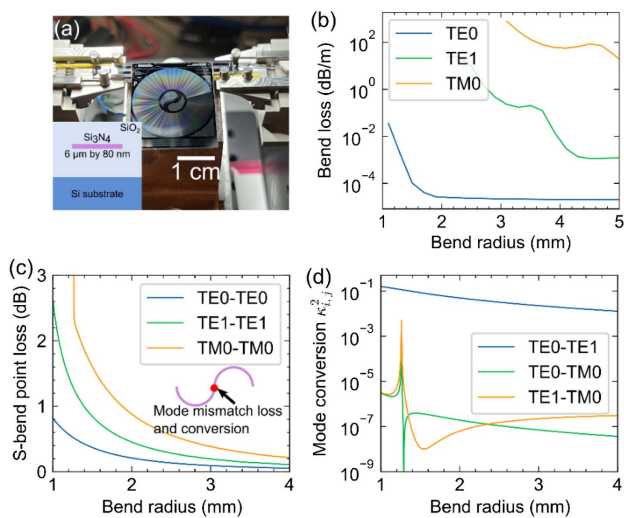 (a)
SiO₂
Si₃N₄
6 μm by 80 nm
Si substrate
1 cm
(b)
Bend loss (dB/m)
10²
10⁰
10⁻²
10⁻⁴
TE0
TE1
TM0
1 2 3 4 5
Bend radius (mm)
(c)
S-bend point loss (dB)
3
2
1
0
TE0-TE0
TE1-TE1
TM0-TM0
Mode mismatch loss
and conversion
1 2 3 4
Bend radius (mm)
(d)
Mode conversion κ²ᵢ,ⱼ
10⁻¹
10⁻³
10⁻⁵
10⁻⁷
10⁻⁹
TE0-TE1
TE0-TM0
TE1-TM0
1 2 3 4
Bend radius (mm)